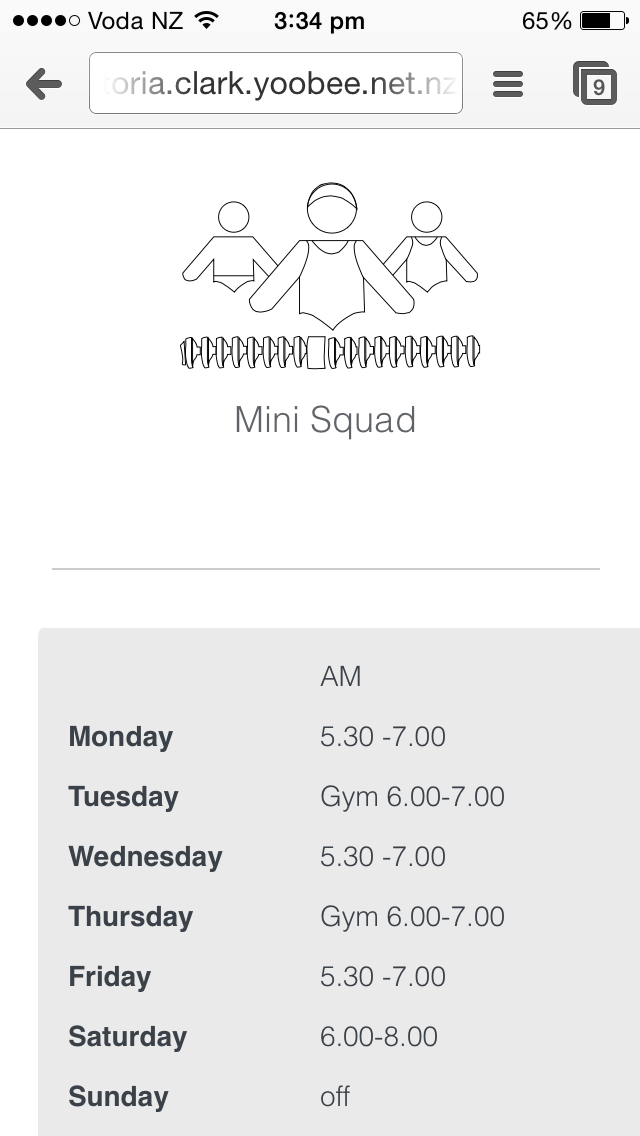 Voda NZ 3:34 pm 65%
oria.clark.yoobee.net.nz 9
Mini Squad
AM
Monday 5.30 -7.00
Tuesday Gym 6.00-7.00
Wednesday 5.30 -7.00
Thursday Gym 6.00-7.00
Friday 5.30 -7.00
Saturday 6.00-8.00
Sunday off